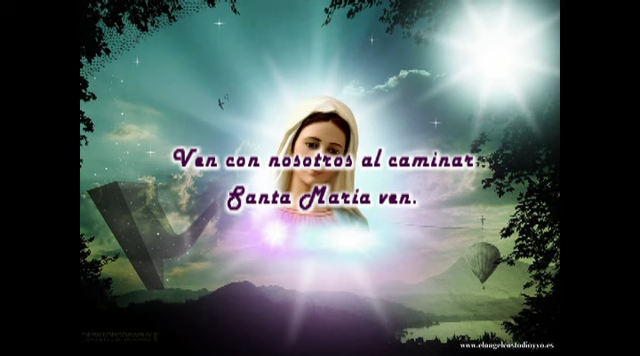 Ven con nosotros al caminar.
Santa María ven.
www.elangelcustodioyyo.es